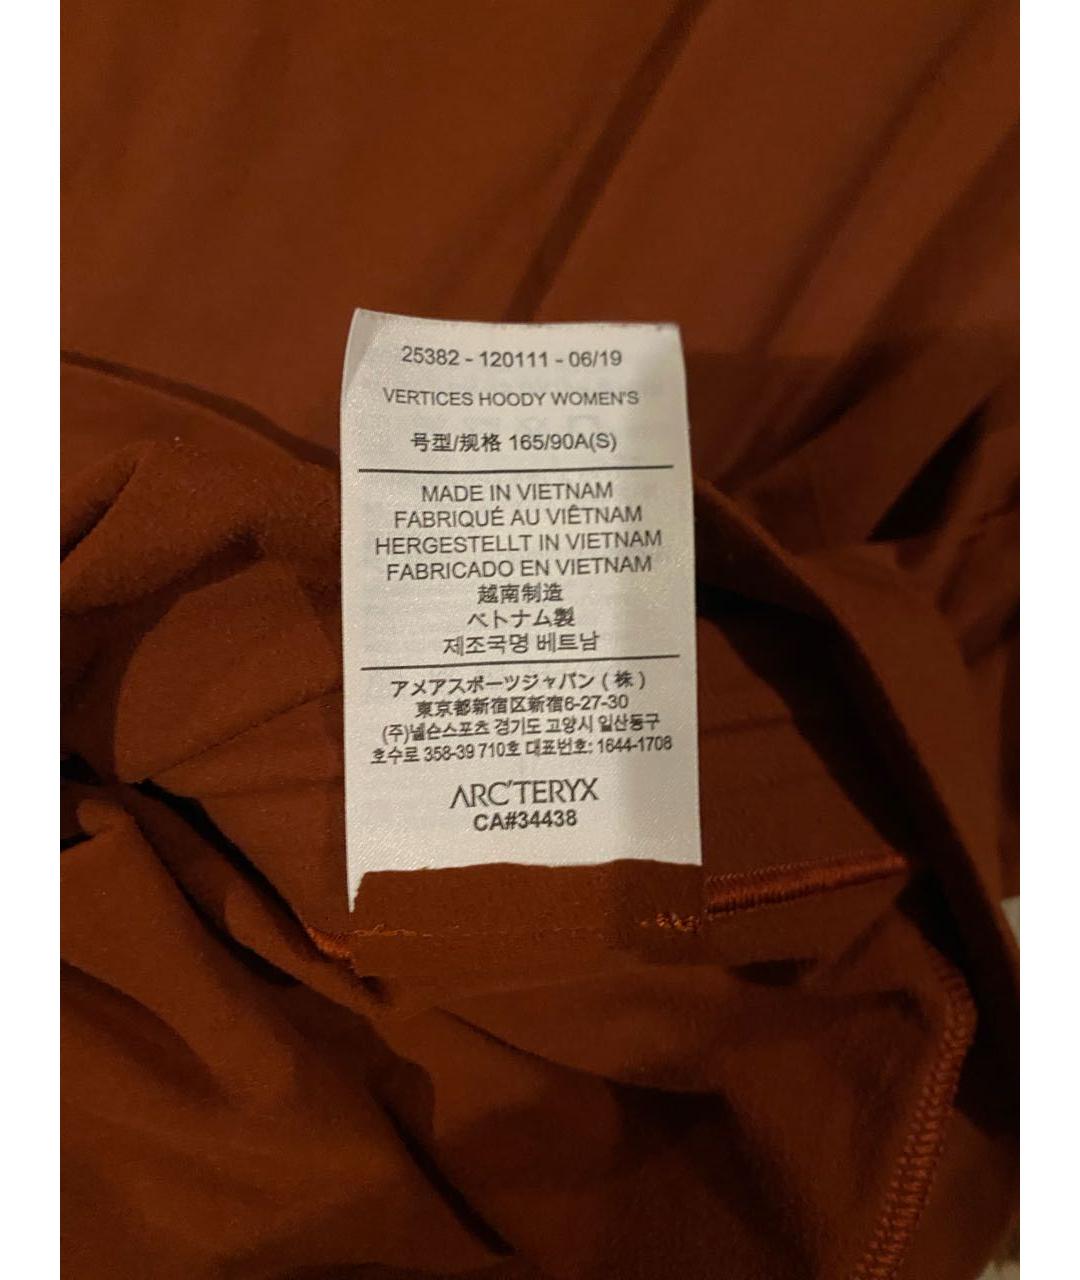 25382 - 120111 - 06/19
VERTICES HOODY WOMEN'S
号型/规格 165/90A(S)
MADE IN VIETNAM
FABRIQUÉ AU VIÊTNAM
HERGESTELLT IN VIETNAM
FABRICADO EN VIETNAM
越南制造
ベトナム製
제조국명 베트남
アメアスポーツジャパン ( 株 )
東京都新宿区新宿6-27-30
(주)넬슨스포츠 경기도 고양시 일산동구
호수로 358-39 710호 대표번호: 1644-1708
ARC'TERYX
CA#34438